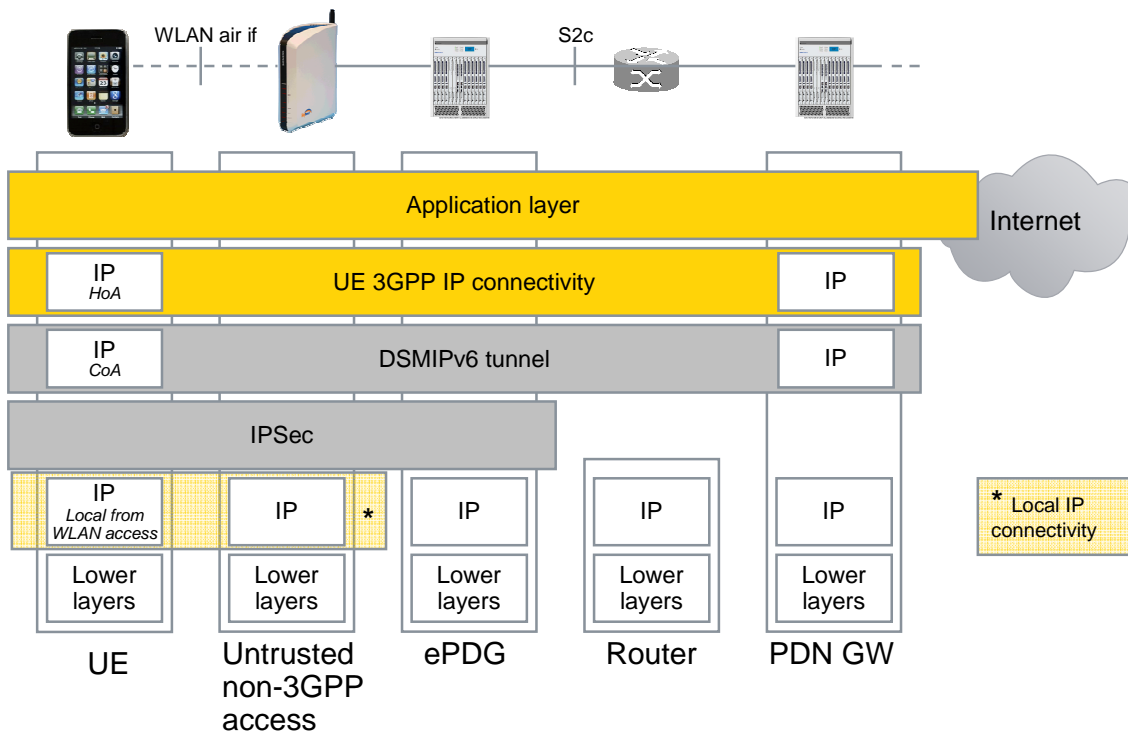 WLAN air if
S2c
Application layer
Internet
IP
HoA
UE 3GPP IP connectivity
IP
IP
CoA
DSMIPv6 tunnel
IP
IPSec
IP
Local from
WLAN access
IP
*
IP
IP
IP
* Local IP
connectivity
Lower
layers
Lower
layers
Lower
layers
Lower
layers
Lower
layers
UE
Untrusted
non-3GPP
access
ePDG
Router
PDN GW